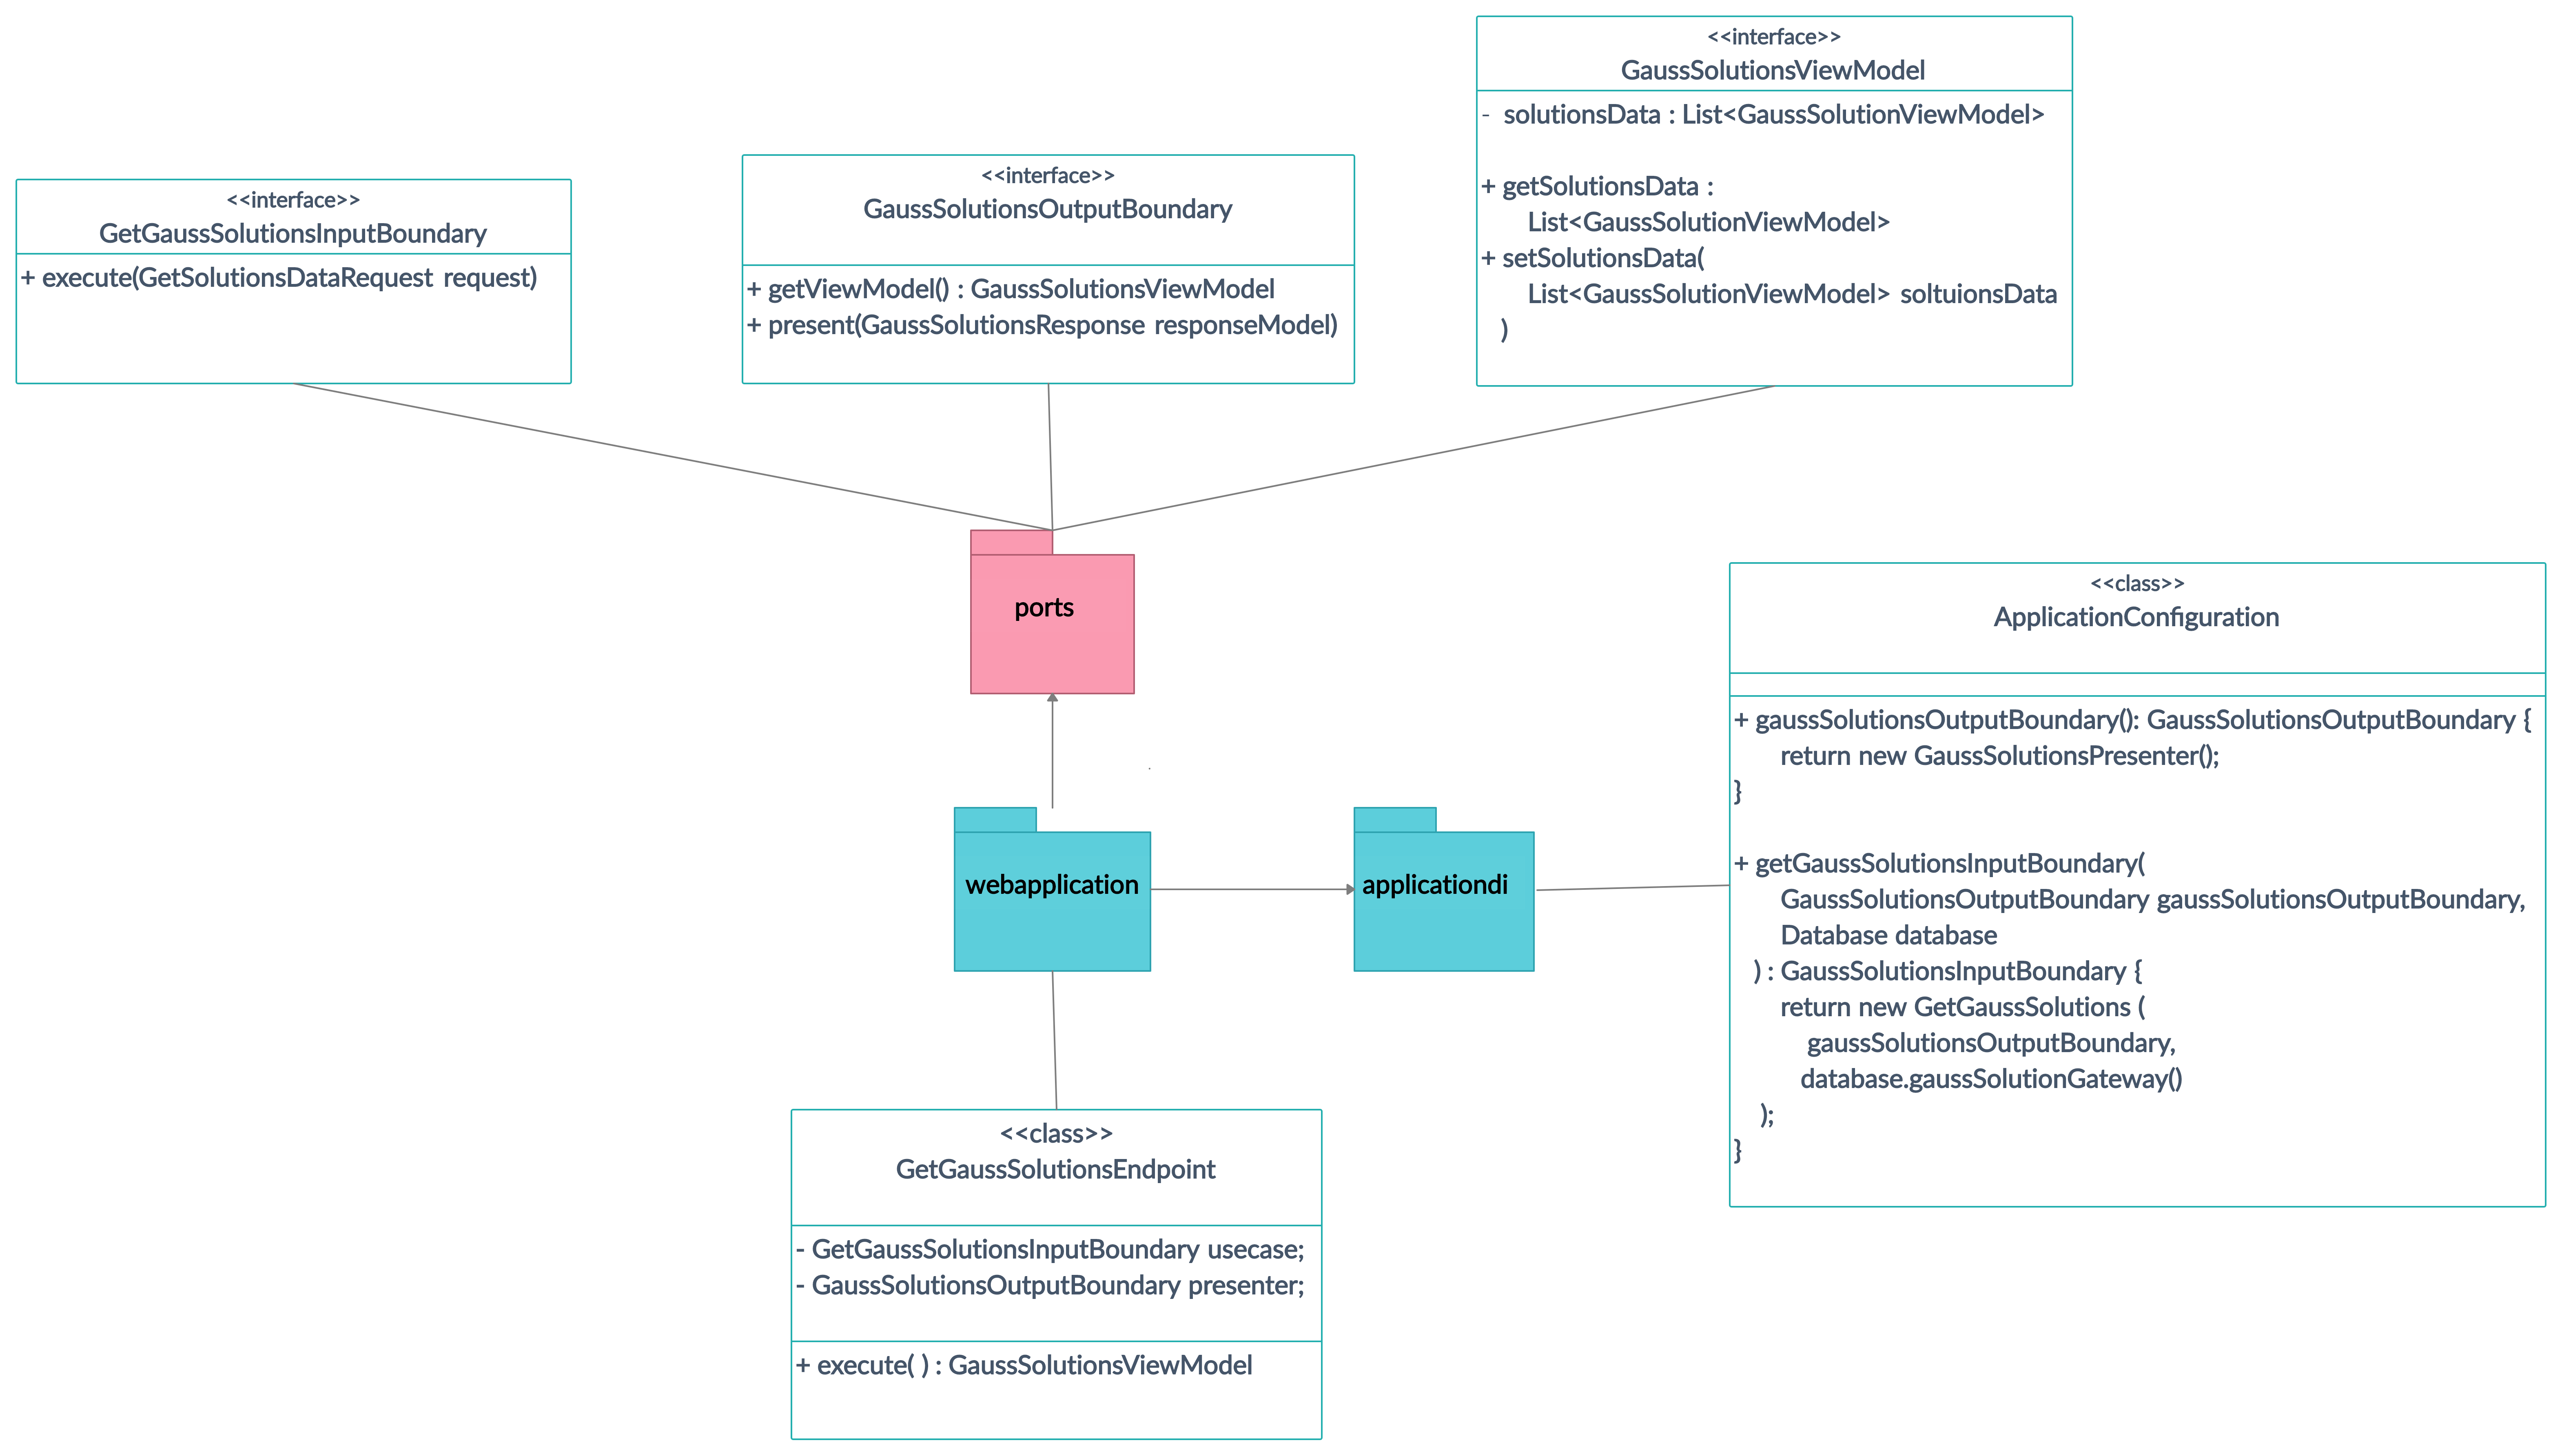 <<interface>>
GetGaussSolutionsInputBoundary
+ execute(GetSolutionsDataRequest request)
<<interface>>
GaussSolutionsOutputBoundary
+ getViewModel() : GaussSolutionsViewModel
+ present(GaussSolutionsResponse responseModel)
<<interface>>
GaussSolutionsViewModel
- solutionsData : List<GaussSolutionViewModel>
+ getSolutionsData :
List<GaussSolutionViewModel>
+ setSolutionsData(
List<GaussSolutionViewModel> soltuionsData
)
ports
webapplication
applicationdi
<<class>>
ApplicationConfiguration
+ gaussSolutionsOutputBoundary(): GaussSolutionsOutputBoundary {
return new GaussSolutionsPresenter();
}
+ getGaussSolutionsInputBoundary(
GaussSolutionsOutputBoundary gaussSolutionsOutputBoundary,
Database database
) : GaussSolutionsInputBoundary {
return new GetGaussSolutions (
gaussSolutionsOutputBoundary,
database.gaussSolutionGateway()
);
}
<<class>>
GetGaussSolutionsEndpoint
- GetGaussSolutionsInputBoundary usecase;
- GaussSolutionsOutputBoundary presenter;
+ execute( ) : GaussSolutionsViewModel